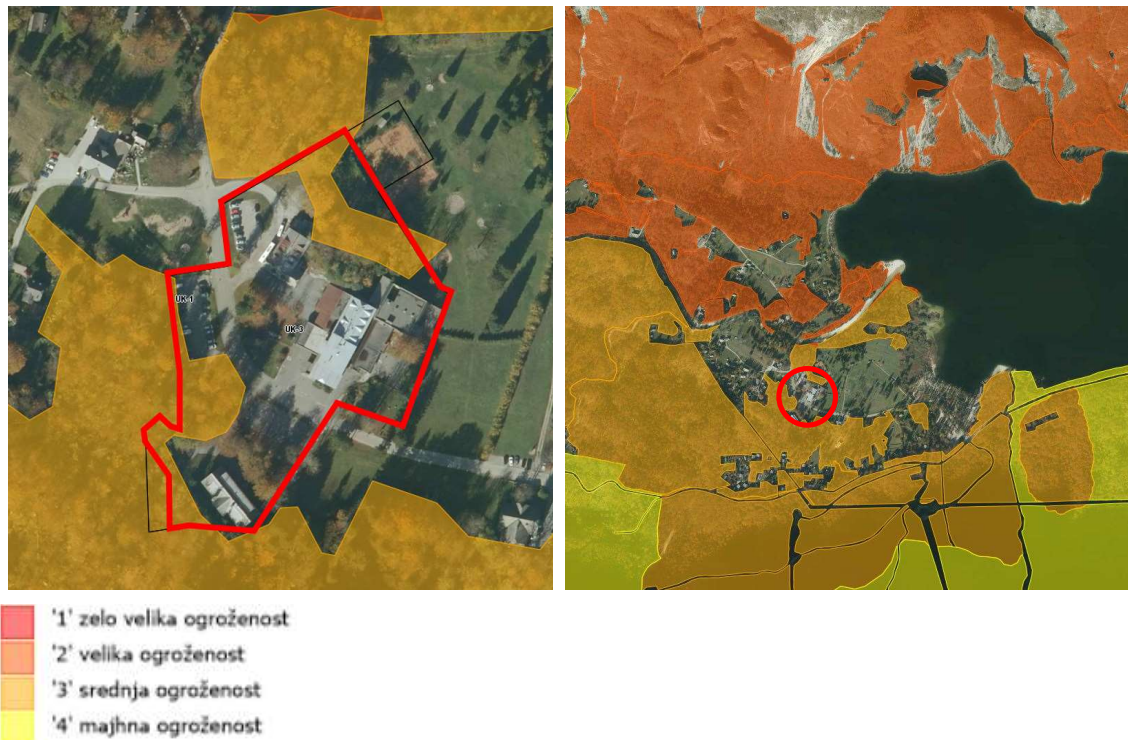 UK-1
UK-3
'1' zelo velika ogroženost
'2' velika ogroženost
'3' srednja ogroženost
'4' majhna ogroženost